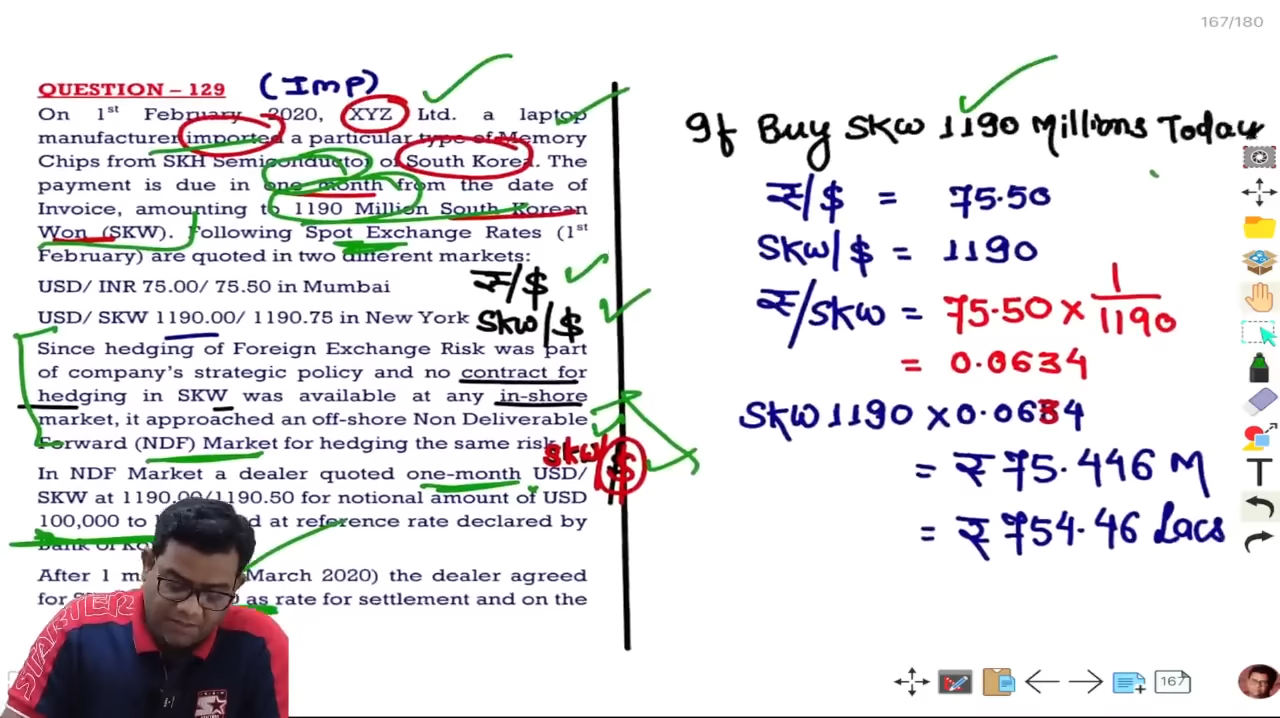 167/180
QUESTION – 129 (Imp)
On 1st February 2020, XYZ Ltd. a laptop
manufacturer imported a particular type of Memory
Chips from SKH Semiconductor of South Korea. The
payment is due in one month from the date of
Invoice, amounting to 1190 Million South Korean
Won (SKW). Following Spot Exchange Rates (1st
February) are quoted in two different markets:
USD/ INR 75.00/ 75.50 in Mumbai ₹/$
USD/ SKW 1190.00/ 1190.75 in New York SKW/$
Since hedging of Foreign Exchange Risk was part
of company's strategic policy and no contract for
hedging in SKW was available at any in-shore
market, it approached an off-shore Non Deliverable
Forward (NDF) Market for hedging the same risk
SKW/$
In NDF Market a dealer quoted one-month USD/
SKW at 1190.00/1190.50 for notional amount of USD
100,000 to at reference rate declared by
Bank of
After 1 March 2020) the dealer agreed
for as rate for settlement and on the
If Buy SKW 1190 Millions Today
₹/$ = 75.50
SKW/$ = 1190
₹/SKW = 75.50 × 1/1190
= 0.0634
SKW 1190 × 0.0634
= ₹ 75.446 M
= ₹ 754.46 Lacs
STARTER
T
167